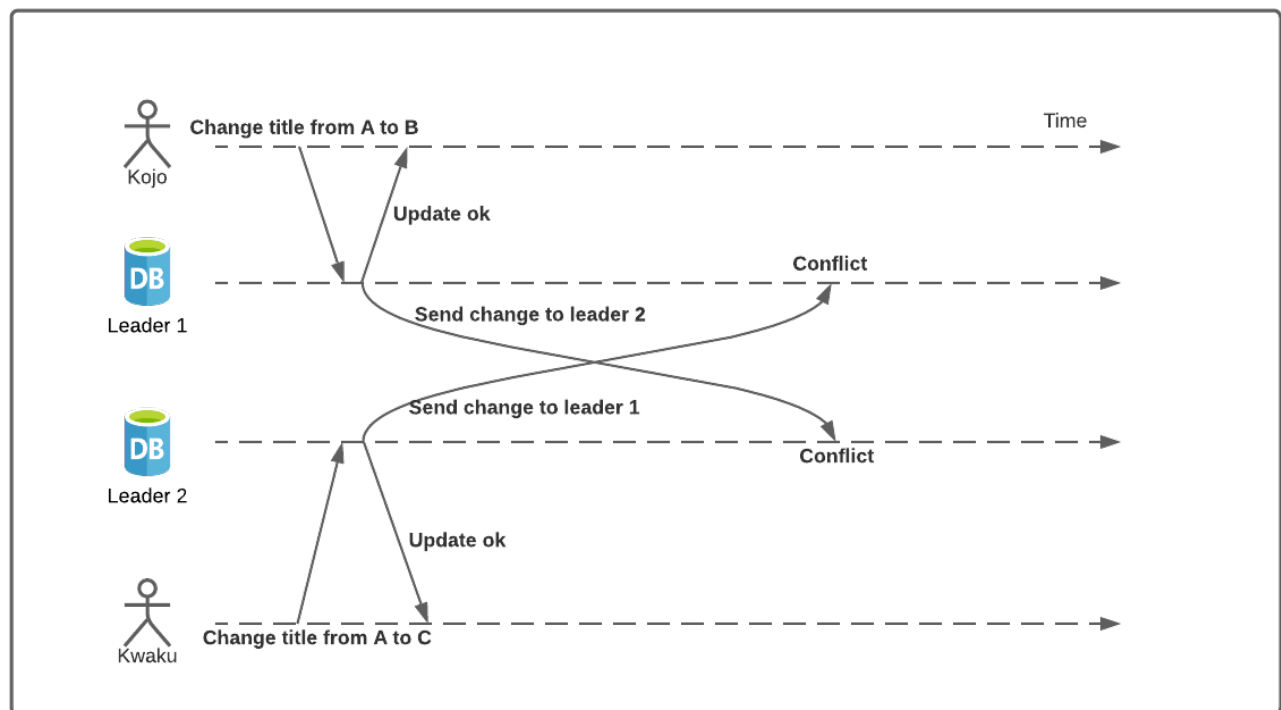 Change title from A to B
Time
Kojo
Update ok
DB
Leader 1
Conflict
Send change to leader 2
Send change to leader 1
DB
Leader 2
Conflict
Update ok
Change title from A to C
Kwaku